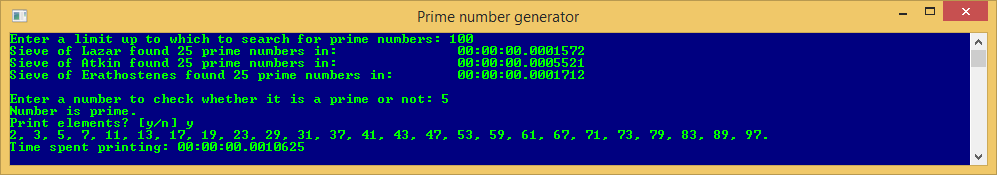 Prime number generator
Enter a limit up to which to search for prime numbers: 100
Sieve of Lazar found 25 prime numbers in: 00:00:00.0001572
Sieve of Atkin found 25 prime numbers in: 00:00:00.0005521
Sieve of Erathostenes found 25 prime numbers in: 00:00:00.0001712
Enter a number to check whether it is a prime or not: 5
Number is prime.
Print elements? [y/n] y
2, 3, 5, 7, 11, 13, 17, 19, 23, 29, 31, 37, 41, 43, 47, 53, 59, 61, 67, 71, 73, 79, 83, 89, 97.
Time spent printing: 00:00:00.0010625